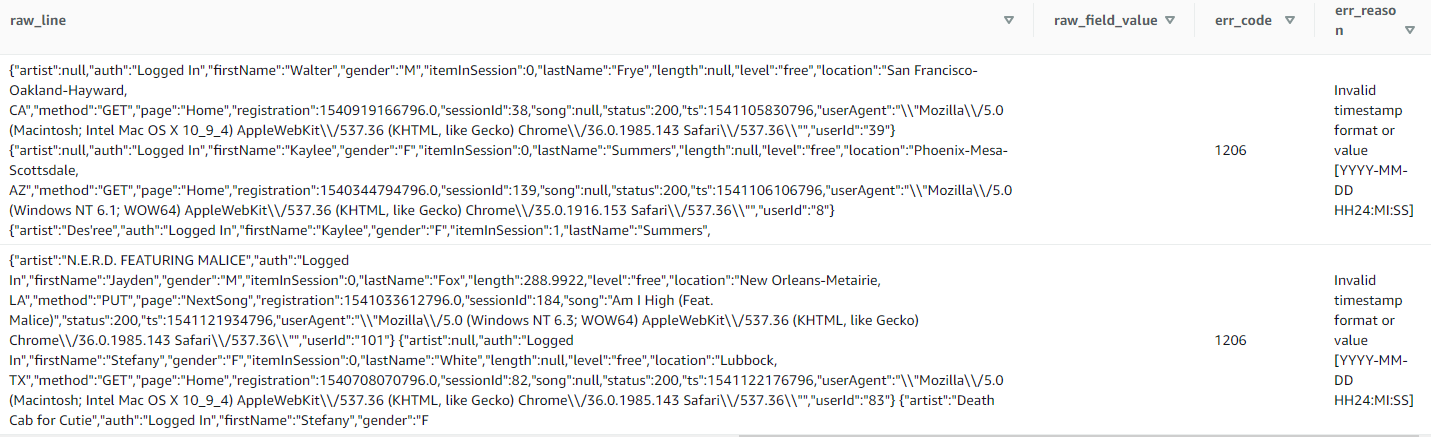 raw_line
raw_field_value
err_code
err_reaso
n
{"artist":null,"auth":"Logged In","firstName":"Walter","gender":"M","itemInSession":0,"lastName":"Frye","length":null,"level":"free","location":"San Francisco-
Oakland-Hayward,
CA","method":"GET","page":"Home","registration":1540919166796.0,"sessionId":38,"song":null,"status":200,"ts":1541105830796,"userAgent":"\\"Mozilla\\/5.0
(Macintosh; Intel Mac OS X 10_9_4) AppleWebKit\\/537.36 (KHTML, like Gecko) Chrome\\/36.0.1985.143 Safari\\/537.36\\"","userId":"39"}
{"artist":null,"auth":"Logged In","firstName":"Kaylee","gender":"F","itemInSession":0,"lastName":"Summers","length":null,"level":"free","location":"Phoenix-Mesa-
Scottsdale,
AZ","method":"GET","page":"Home","registration":1540344794796.0,"sessionId":139,"song":null,"status":200,"ts":1541106106796,"userAgent":"\\"Mozilla\\/5.0
(Windows NT 6.1; WOW64) AppleWebKit\\/537.36 (KHTML, like Gecko) Chrome\\/35.0.1916.153 Safari\\/537.36\\"","userId":"8"}
{"artist":"Des'ree","auth":"Logged In","firstName":"Kaylee","gender":"F","itemInSession":1,"lastName":"Summers",
1206
Invalid
timestamp
format or
value
[YYYY-MM-
DD
HH24:MI:SS]
{"artist":"N.E.R.D. FEATURING MALICE","auth":"Logged
In","firstName":"Jayden","gender":"M","itemInSession":0,"lastName":"Fox","length":288.9922,"level":"free","location":"New Orleans-Metairie,
LA","method":"PUT","page":"NextSong","registration":1541033612796.0,"sessionId":184,"song":"Am I High (Feat.
Malice)","status":200,"ts":1541121934796,"userAgent":"\\"Mozilla\\/5.0 (Windows NT 6.3; WOW64) AppleWebKit\\/537.36 (KHTML, like Gecko)
Chrome\\/36.0.1985.143 Safari\\/537.36\\"","userId":"101"} {"artist":null,"auth":"Logged
In","firstName":"Stefany","gender":"F","itemInSession":0,"lastName":"White","length":null,"level":"free","location":"Lubbock,
TX","method":"GET","page":"Home","registration":1540708070796.0,"sessionId":82,"song":null,"status":200,"ts":1541122176796,"userAgent":"\\"Mozilla\\/5.0
(Macintosh; Intel Mac OS X 10_9_4) AppleWebKit\\/537.36 (KHTML, like Gecko) Chrome\\/36.0.1985.143 Safari\\/537.36\\"","userId":"83"} {"artist":"Death
Cab for Cutie","auth":"Logged In","firstName":"Stefany","gender":"F
1206
Invalid
timestamp
format or
value
[YYYY-MM-
DD
HH24:MI:SS]